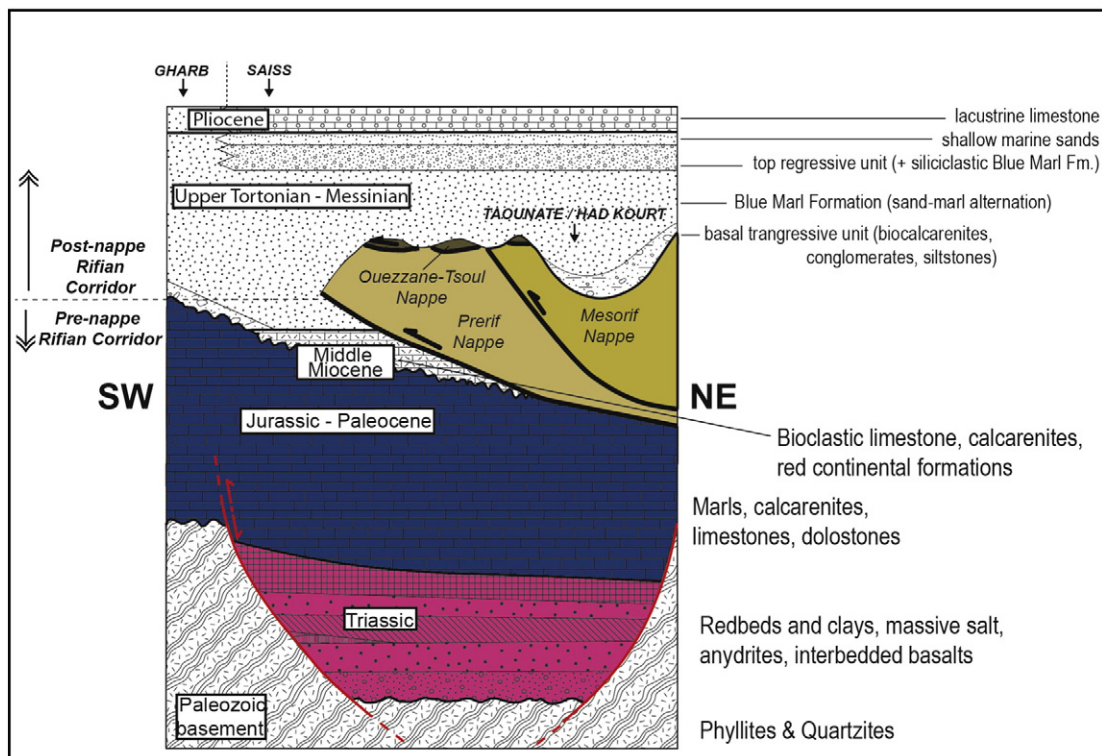 GHARB
SAISS
Pliocene
lacustrine limestone
shallow marine sands
top regressive unit (+ siliciclastic Blue Marl Fm.)
Upper Tortonian - Messinian
Blue Marl Formation (sand-marl alternation)
TAOUNATE / HAD KOURT
basal trangressive unit (biocalcarenites,
conglomerates, siltstones)
Post-nappe
Rifian
Corridor
Ouezzane-Tsoul
Nappe
Mesorif
Nappe
Prerif
Nappe
Pre-nappe
Rifian Corridor
Middle
Miocene
SW
NE
Jurassic - Paleocene
Bioclastic limestone, calcarenites,
red continental formations
Marls, calcarenites,
limestones, dolostones
Triassic
Redbeds and clays, massive salt,
anydrites, interbedded basalts
Paleozoid
basement
Phyllites & Quartzites